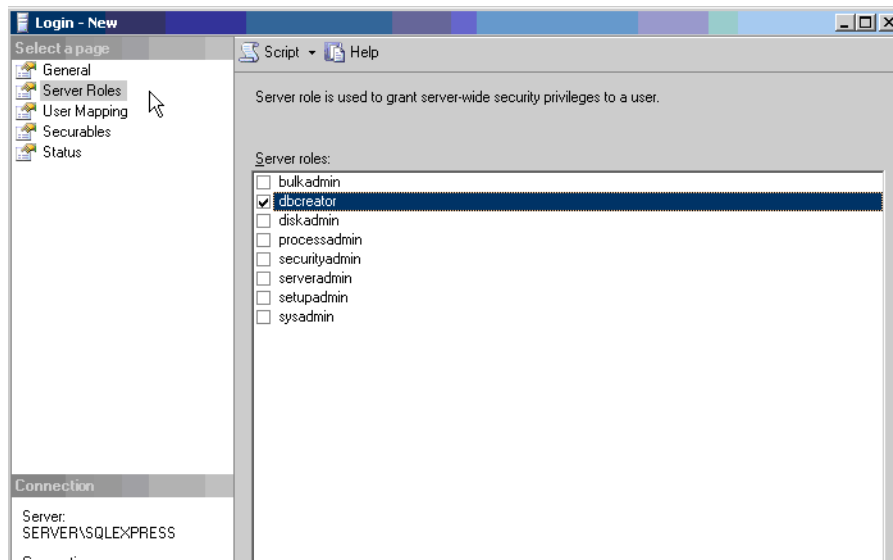 Login - New
Select a page
General
Server Roles
User Mapping
Securables
Status
Script
Help
Server role is used to grant server-wide security privileges to a user.
Server roles:
bulkadmin
dbcreator
diskadmin
processadmin
securityadmin
serveradmin
setupadmin
sysadmin
Connection
Server:
SERVER\SQLEXPRESS